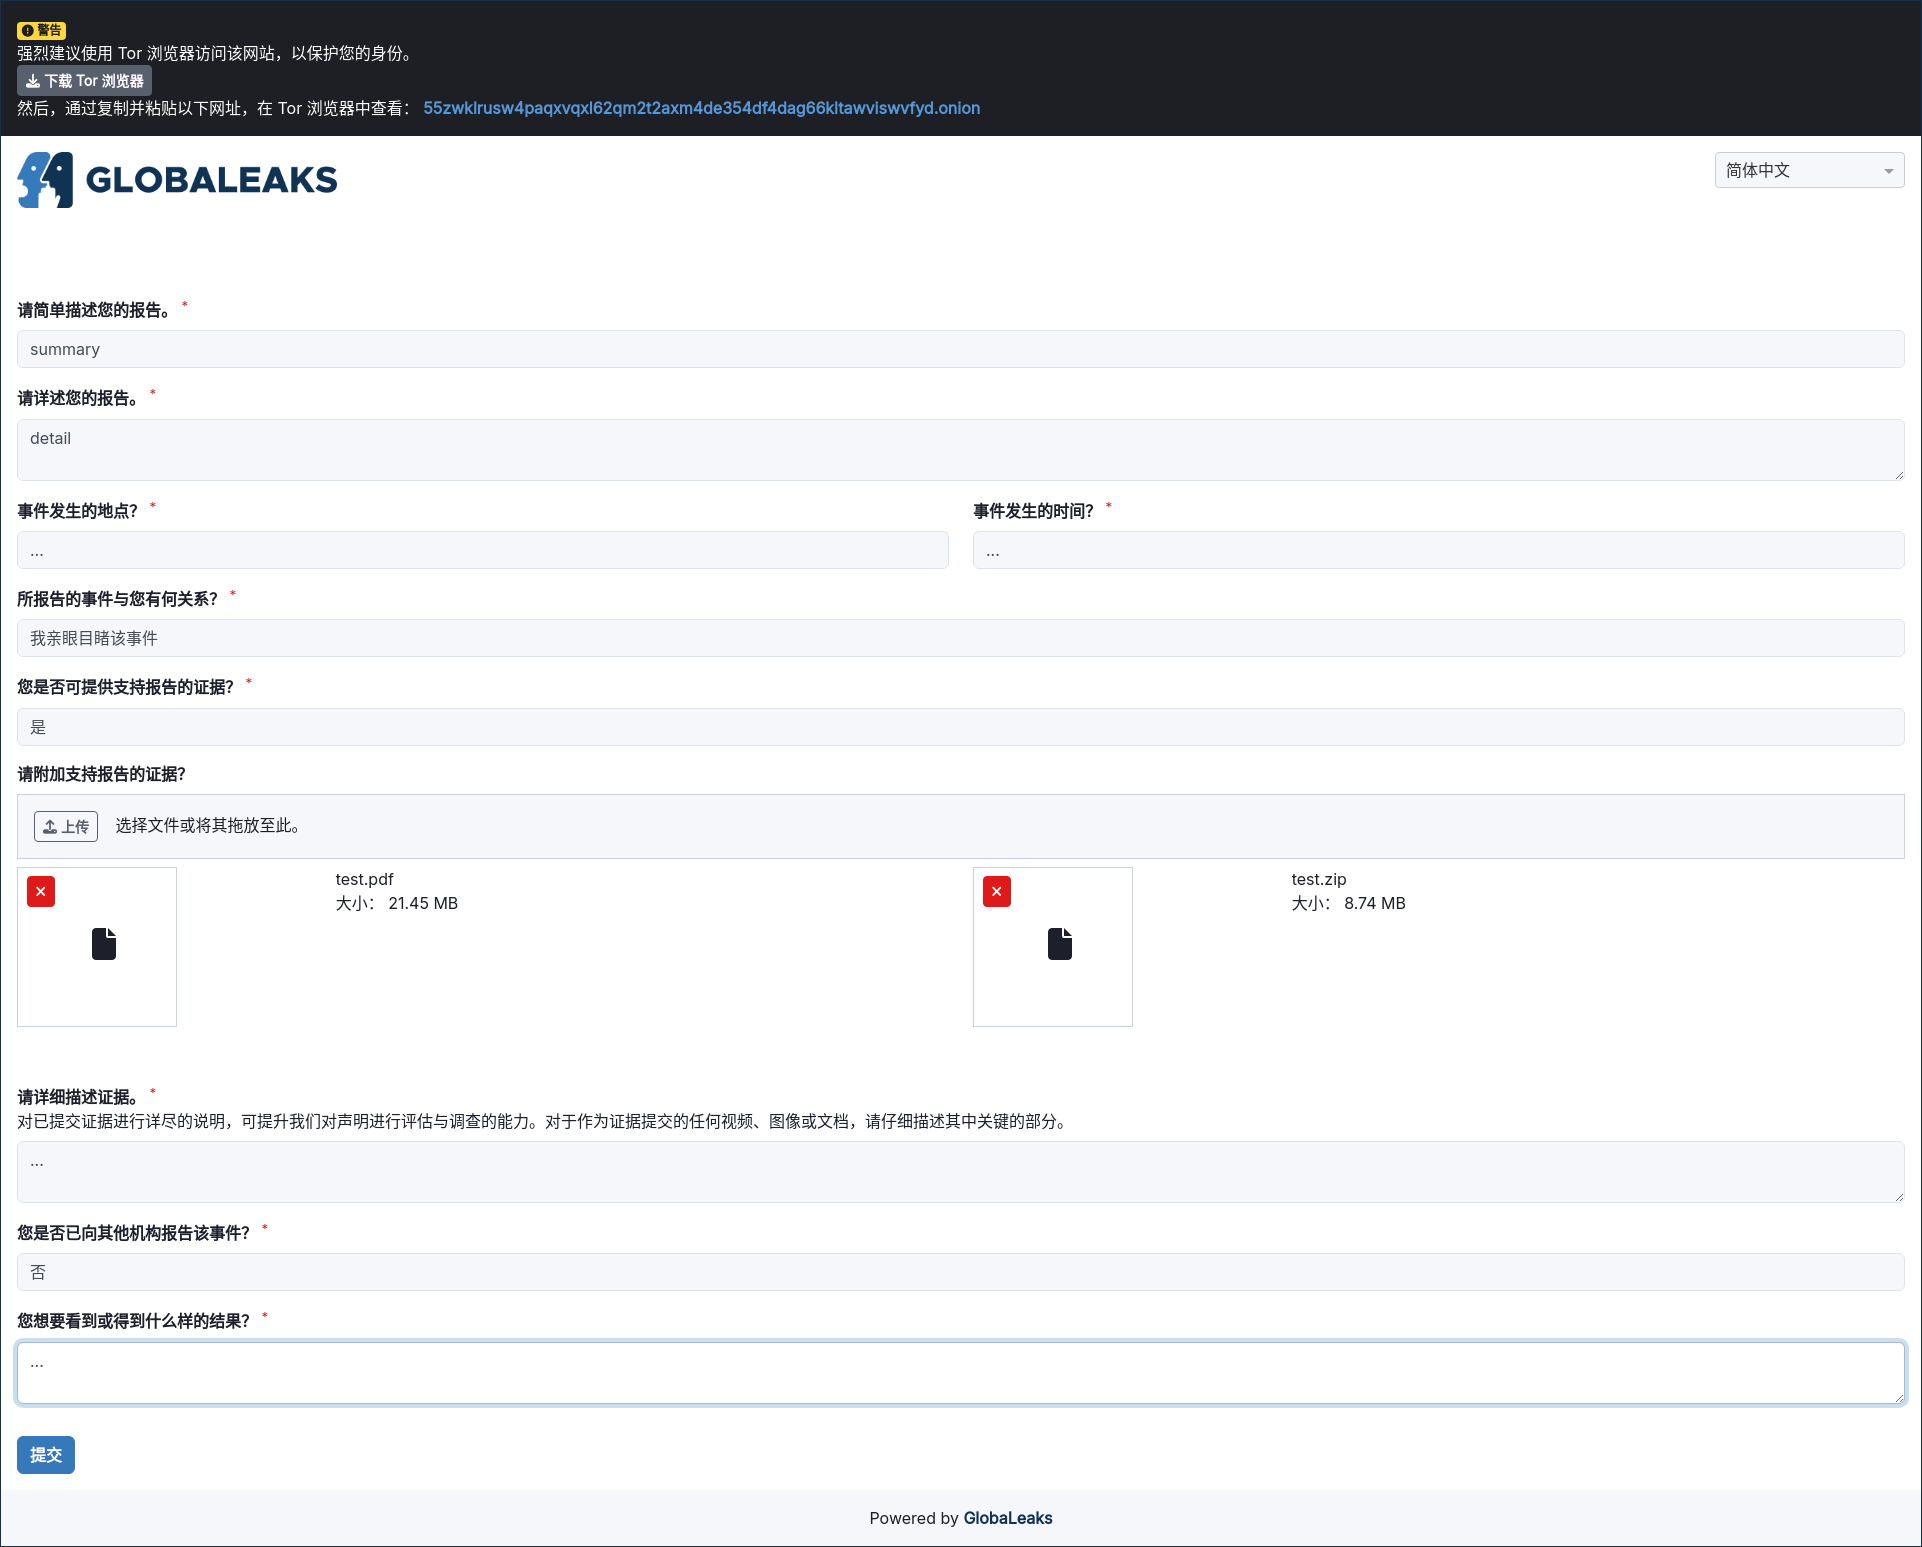 警告
强烈建议使用 Tor 浏览器访问该网站，以保护您的身份。
下载 Tor 浏览器
然后，通过复制并粘贴以下网址，在 Tor 浏览器中查看： 55zwklrusw4paqxvqxl62qm2t2axm4de354df4dag66kltawviswvfyd.onion
GLOBALEAKS
简体中文
请简单描述您的报告。 *
summary
请详述您的报告。 *
detail
事件发生的地点？ *
...
事件发生的时间？ *
...
所报告的事件与您有何关系？ *
我亲眼目睹该事件
您是否可提供支持报告的证据？ *
是
请附加支持报告的证据？
上传 选择文件或将其拖放至此。
test.pdf
大小： 21.45 MB
test.zip
大小： 8.74 MB
请详细描述证据。 *
对已提交证据进行详尽的说明，可提升我们对声明进行评估与调查的能力。对于作为证据提交的任何视频、图像或文档，请仔细描述其中关键的部分。
...
您是否已向其他机构报告该事件？ *
否
您想要看到或得到什么样的结果？ *
...
提交
Powered by GlobaLeaks